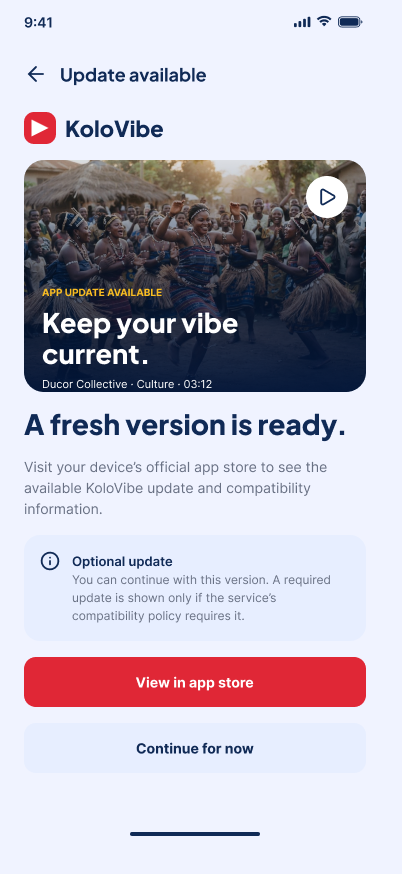 9:41
Update available
KoloVibe
APP UPDATE AVAILABLE
Keep your vibe
current.
Ducor Collective · Culture · 03:12
A fresh version is ready.
Visit your device’s official app store to see the
available KoloVibe update and compatibility
information.
Optional update
You can continue with this version. A required
update is shown only if the service’s
compatibility policy requires it.
View in app store
Continue for now